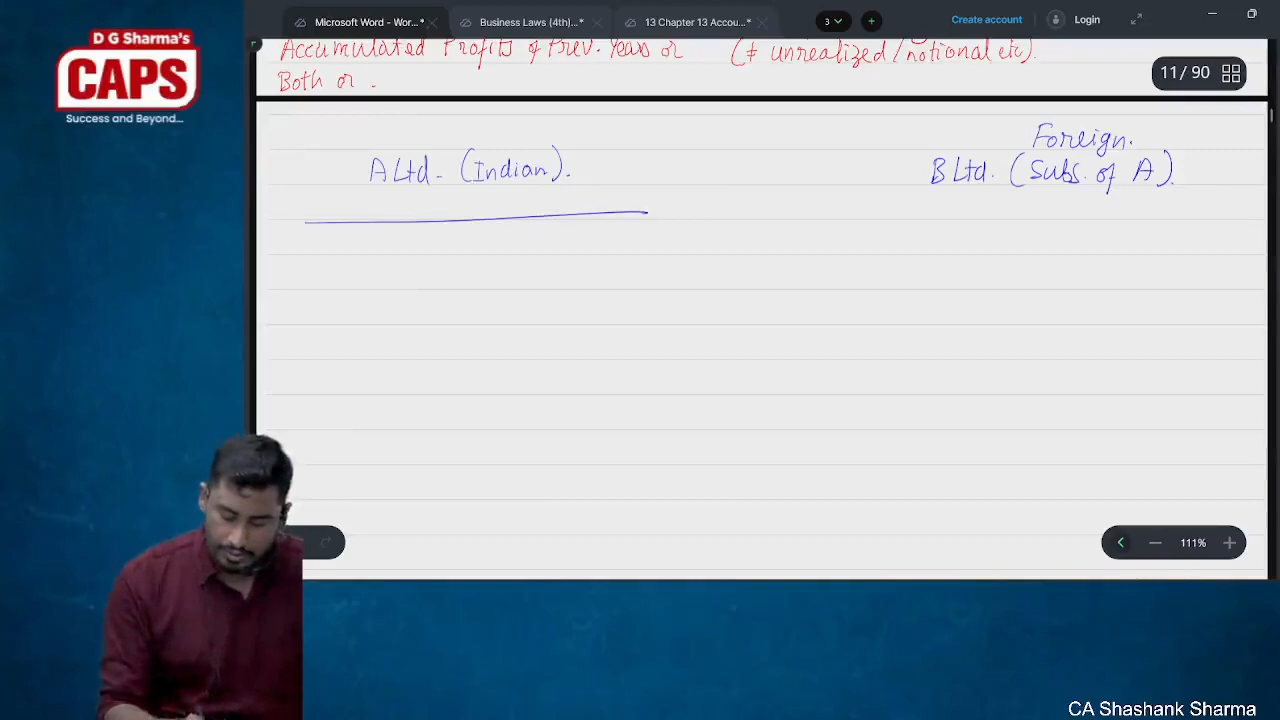 D G Sharma's
CAPS
Success and Beyond...
Microsoft Word - Wor...*
Business Laws (4th]...*
13 Chapter 13 Accou...*
3
Create account
Login
Accumulated Profits of Prev. Years or
(≠ unrealized/notional etc).
Both or
11 / 90
Foreign.
A Ltd - (Indian).
B Ltd. (Subs. of A).
111%
CA Shashank Sharma